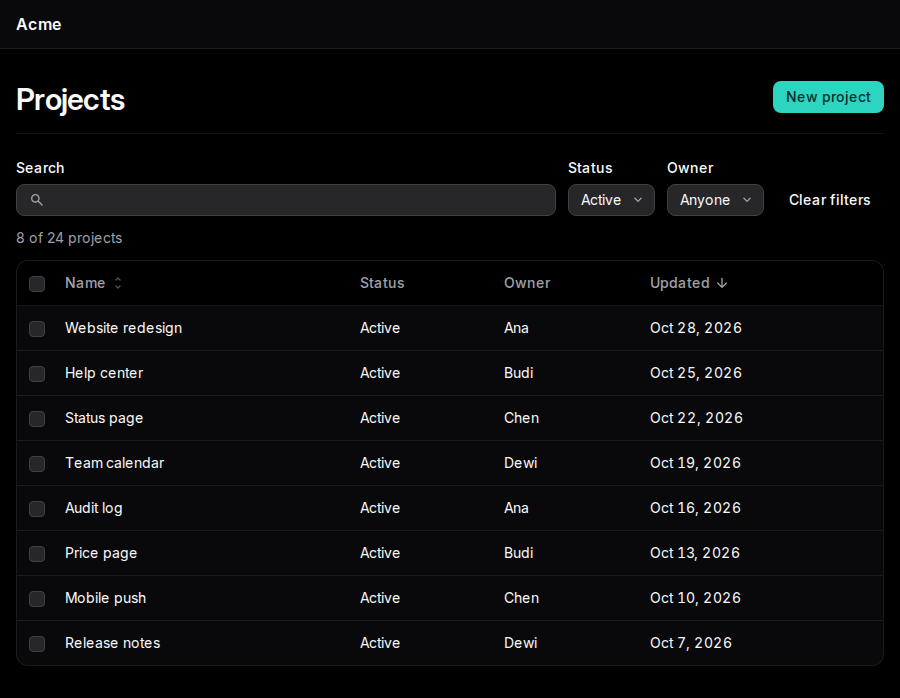 Acme
Projects
New project
Search
Status
Owner
Active
Anyone
Clear filters
8 of 24 projects
Name Status Owner Updated
Website redesign Active Ana Oct 28, 2026
Help center Active Budi Oct 25, 2026
Status page Active Chen Oct 22, 2026
Team calendar Active Dewi Oct 19, 2026
Audit log Active Ana Oct 16, 2026
Price page Active Budi Oct 13, 2026
Mobile push Active Chen Oct 10, 2026
Release notes Active Dewi Oct 7, 2026